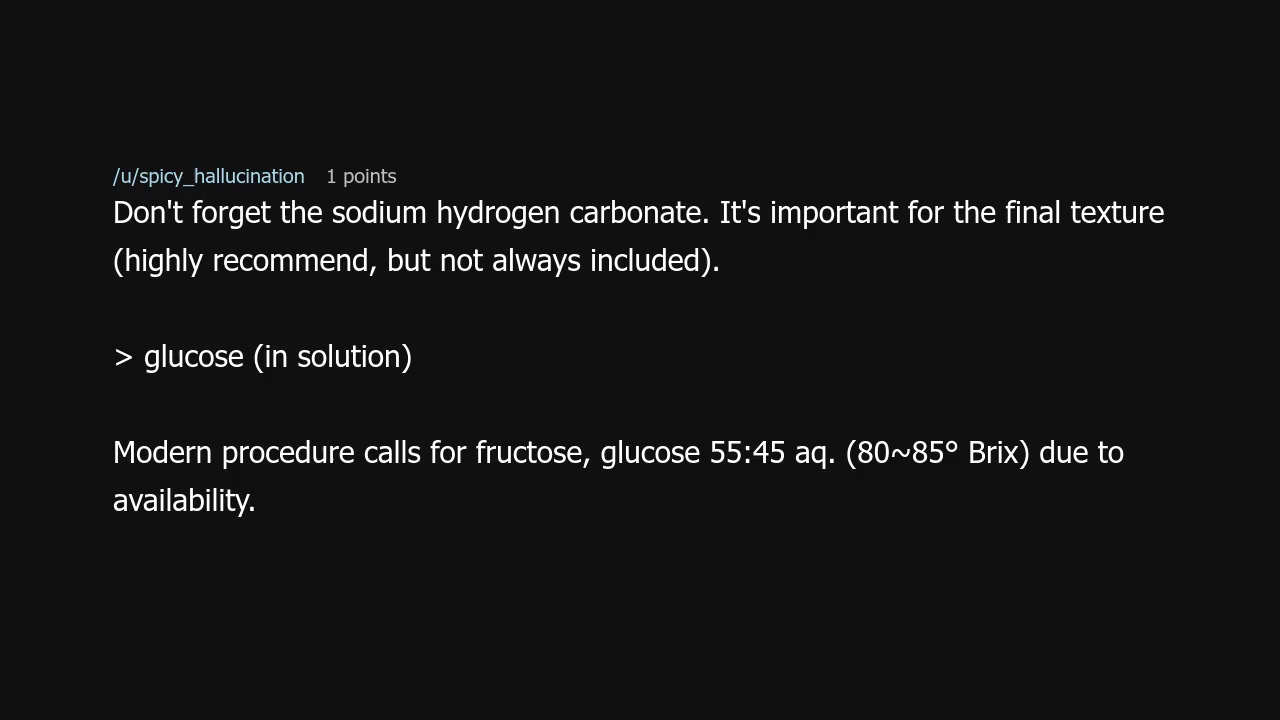 /u/spicy_hallucination 1 points
Don't forget the sodium hydrogen carbonate. It's important for the final texture
(highly recommend, but not always included).
> glucose (in solution)
Modern procedure calls for fructose, glucose 55:45 aq. (80~85° Brix) due to
availability.